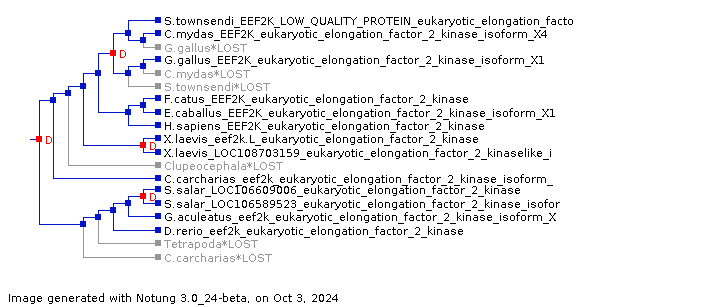 S.townsendi_EEF2K_LOW_QUALITY_PROTEIN_eukaryotic_elongation_facto
C.mydas_EEF2K_eukaryotic_elongation_factor_2_kinase_isoform_X4
G.gallus*LOST
D
G.gallus_EEF2K_eukaryotic_elongation_factor_2_kinase_isoform_X1
C.mydas*LOST
S.townsendi*LOST
F.catus_EEF2K_eukaryotic_elongation_factor_2_kinase
E.caballus_EEF2K_eukaryotic_elongation_factor_2_kinase_isoform_X1
H.sapiens_EEF2K_eukaryotic_elongation_factor_2_kinase
X.laevis_eef2k.L_eukaryotic_elongation_factor_2_kinase
D
D
X.laevis_LOC108703159_eukaryotic_elongation_factor_2_kinaselike_i
Clupeocephala*LOST
C.carcharias_eef2k_eukaryotic_elongation_factor_2_kinase_isoform_
S.salar_LOC106609006_eukaryotic_elongation_factor_2_kinase
D
S.salar_LOC106589523_eukaryotic_elongation_factor_2_kinase_isofor
G.aculeatus_eef2k_eukaryotic_elongation_factor_2_kinase_isoform_X
D.rerio_eef2k_eukaryotic_elongation_factor_2_kinase
Tetrapoda*LOST
C.carcharias*LOST
Image generated with Notung 3.0_24-beta, on Oct 3, 2024